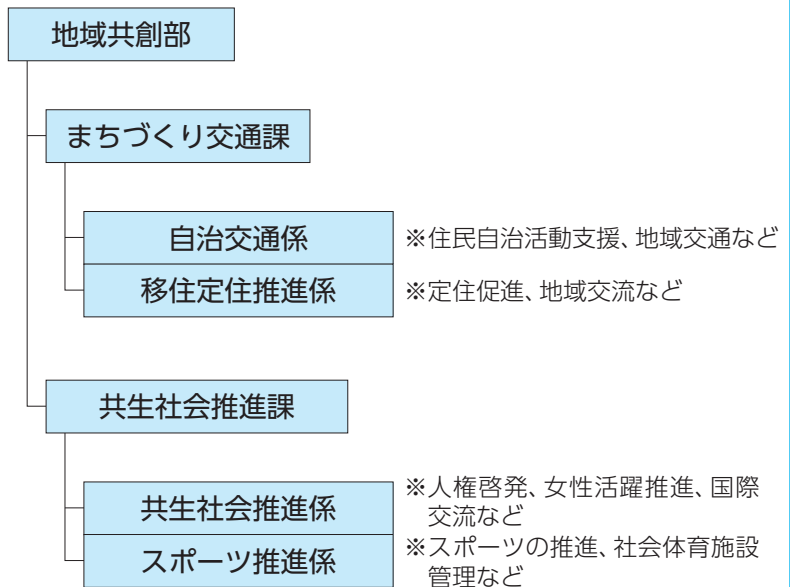 地域共創部
まちづくり交通課
自治交通係
※住民自治活動支援、地域交通など
移住定住推進係
※定住促進、地域交流など
共生社会推進課
共生社会推進係
※人権啓発、女性活躍推進、国際
交流など
スポーツ推進係
※スポーツの推進、社会体育施設
管理など